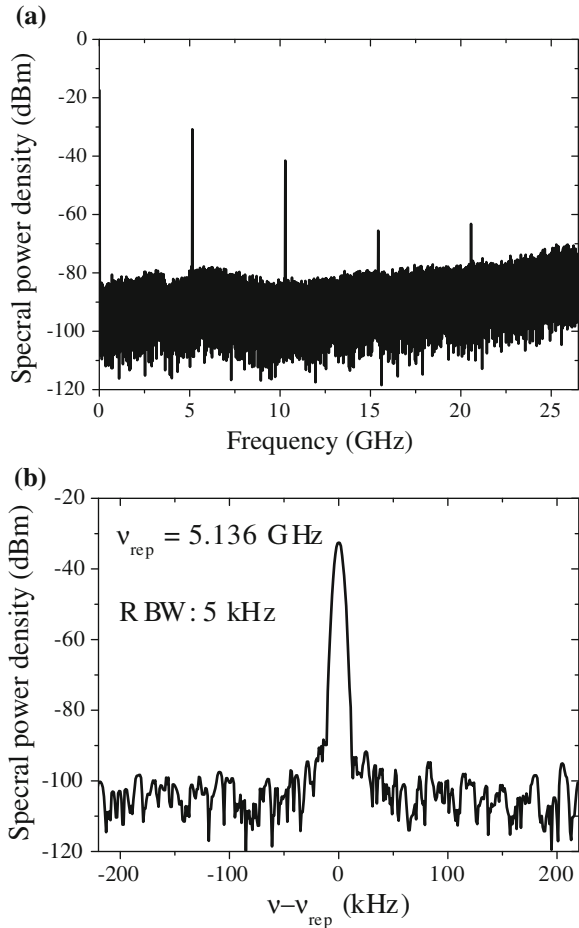 (a)
0
-20
-40
-60
-80
-100
-120
Specral power density (dBm)
0 5 10 15 20 25
Frequency (GHz)
(b)
-20
-40
-60
-80
-100
-120
Specral power density (dBm)
ν_rep = 5.136 GHz
RBW: 5 kHz
-200 -100 0 100 200
ν–ν_rep (kHz)